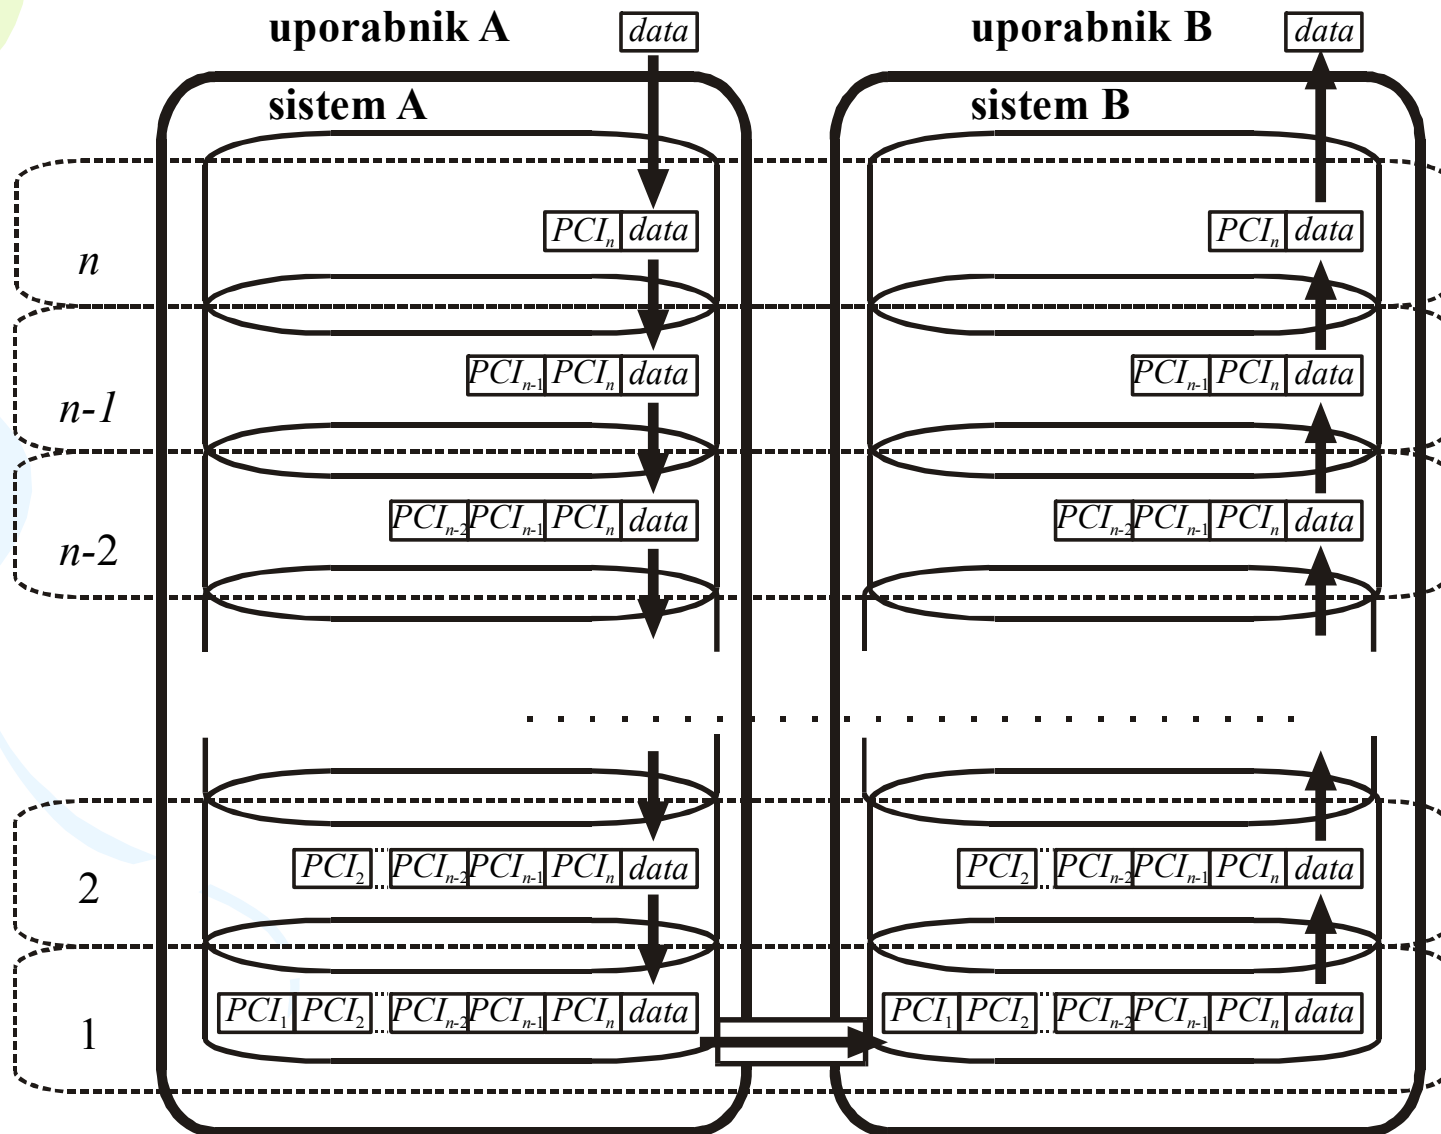 uporabnik A data uporabnik B data
sistem A sistem B
n PCIn data PCIn data
n-1 PCIn-1 PCIn data PCIn-1 PCIn data
n-2 PCIn-2 PCIn-1 PCIn data PCIn-2 PCIn-1 PCIn data
2 PCI2 PCIn-2 PCIn-1 PCIn data PCI2 PCIn-2 PCIn-1 PCIn data
1 PCI1 PCI2 PCIn-2 PCIn-1 PCIn data PCI1 PCI2 PCIn-2 PCIn-1 PCIn data